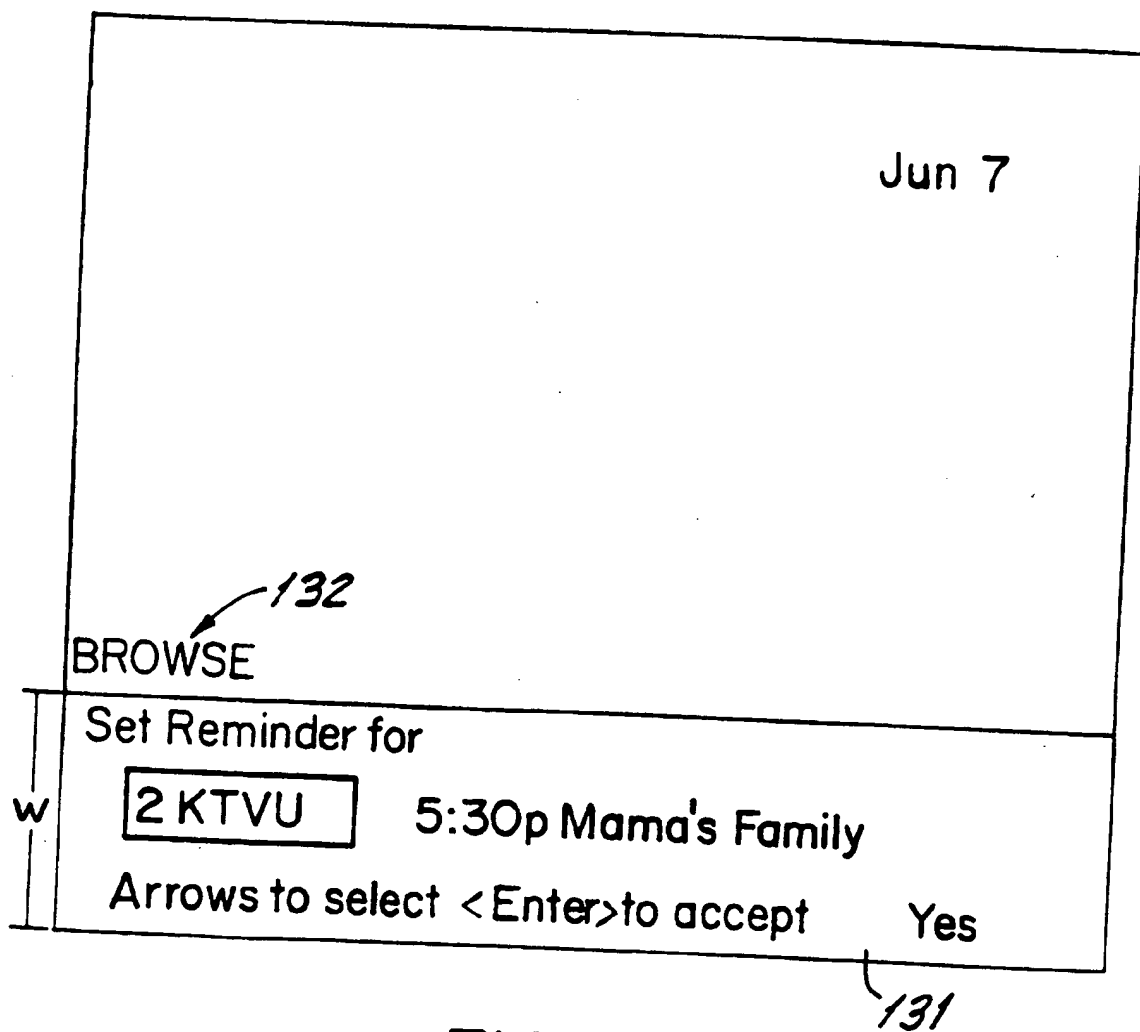 Jun 7
132
BROWSE
Set Reminder for
W
2 KTVU 5:30p Mama's Family
Arrows to select <Enter>to accept Yes
131